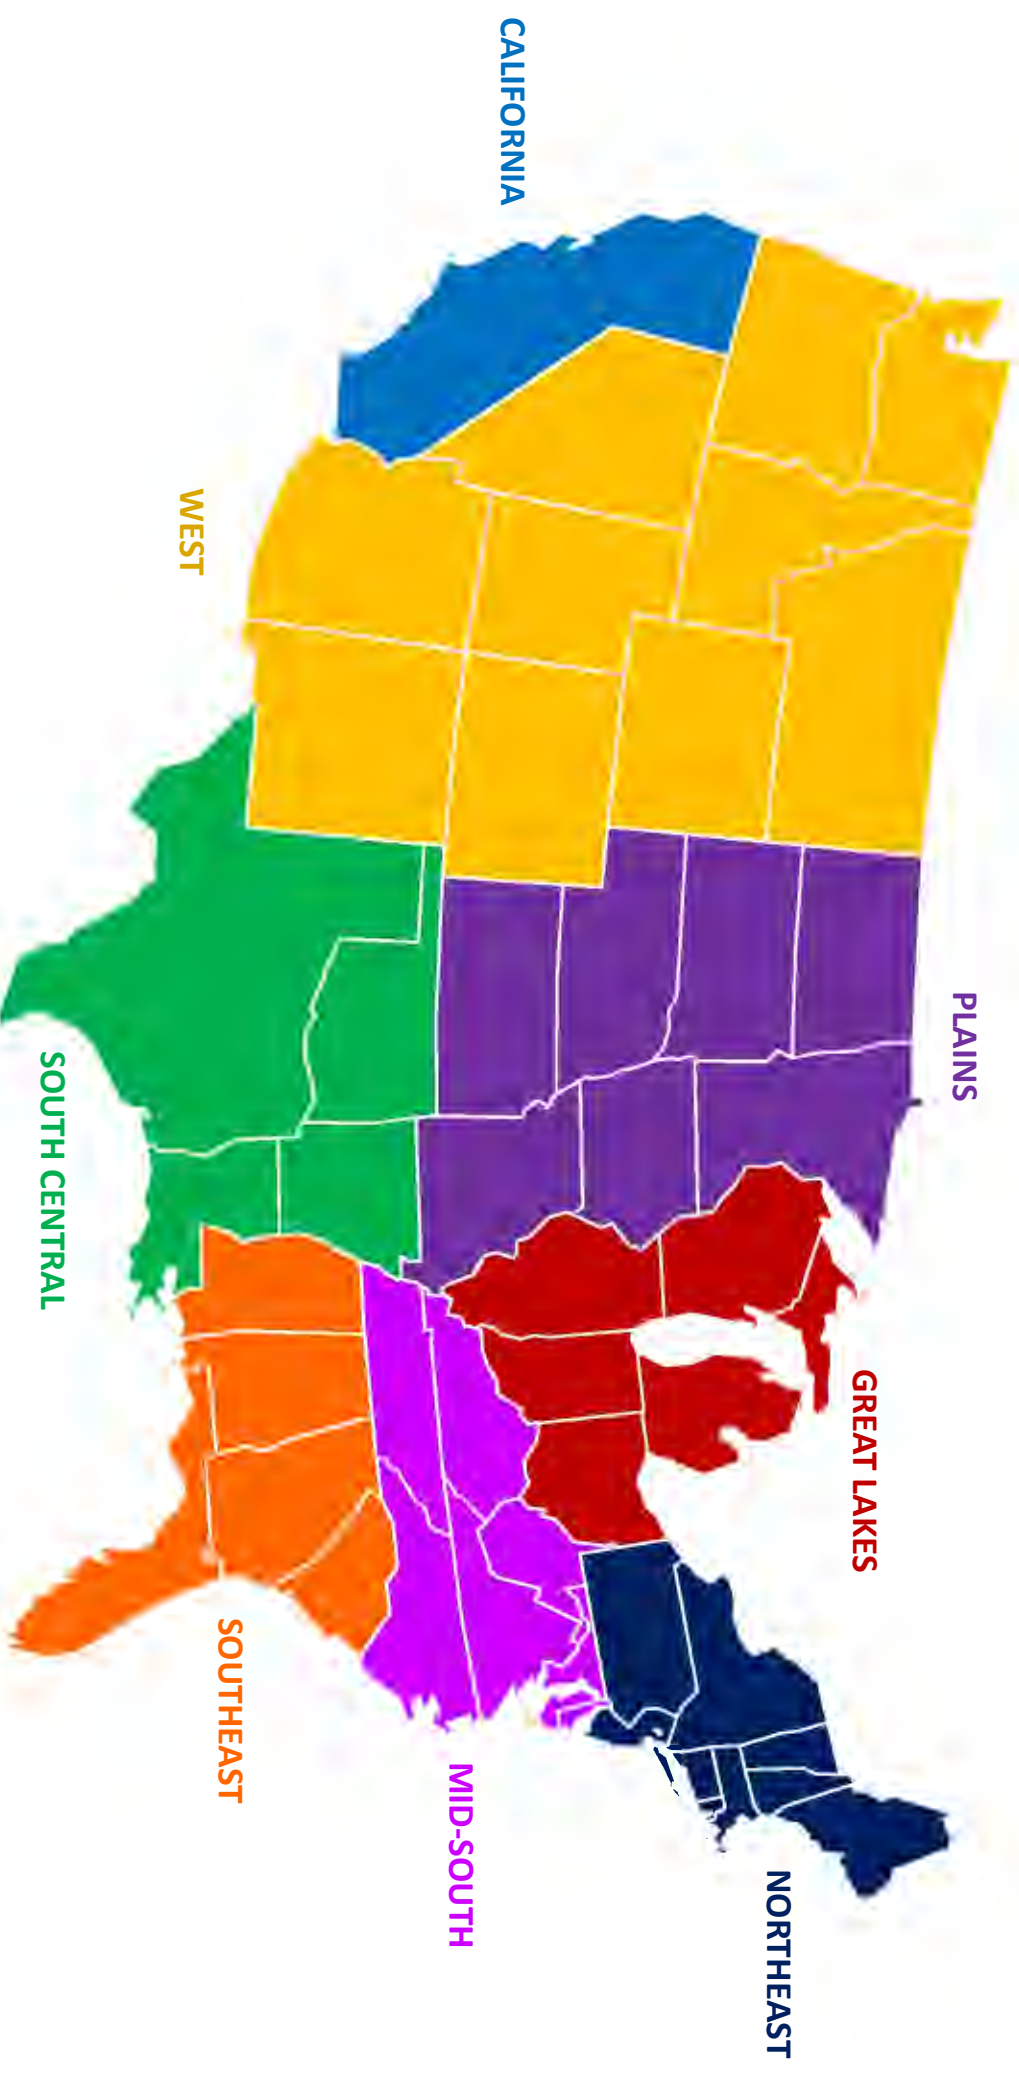 CALIFORNIA
WEST
PLAINS
SOUTH CENTRAL
GREAT LAKES
SOUTHEAST
MID-SOUTH
NORTHEAST